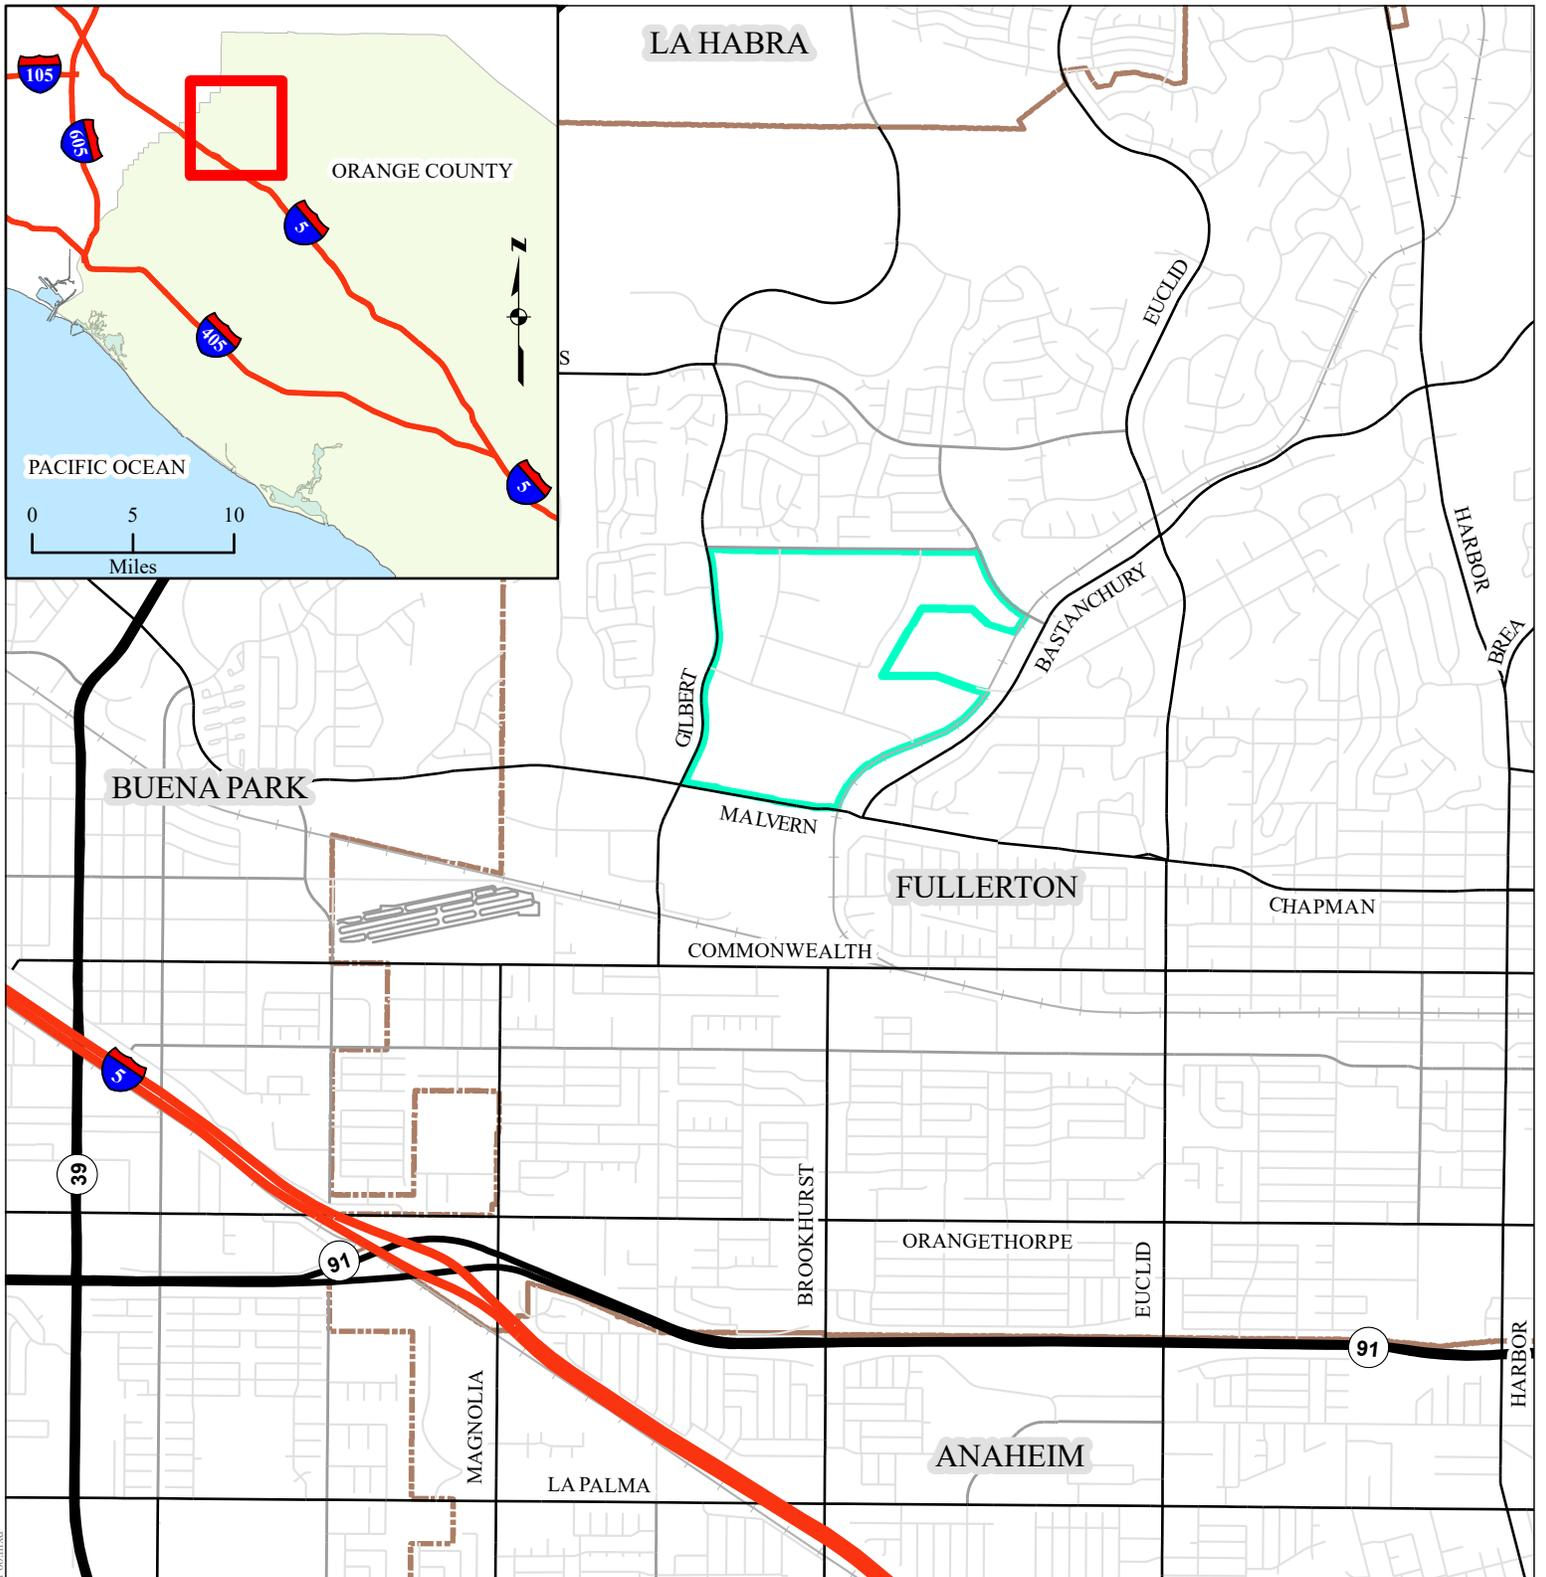 LA HABRA
105
605
ORANGE COUNTY
5
Z
405
PACIFIC OCEAN
5
0 5 10
Miles
S
EUCLID
HARBOR
BASTANCHURY
BREA
GILBERT
BUENA PARK
MALVERN
FULLERTON
CHAPMAN
COMMONWEALTH
5
39
BROOKHURST
ORANGETHORPE
91
EUCLID
91
HARBOR
MAGNOLIA
ANAHEIM
LA PALMA